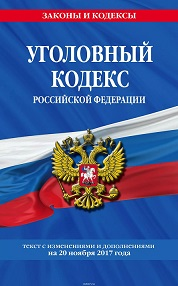 ЗАКОНЫ И КОДЕКСЫ
УГОЛОВНЫЙ
КОДЕКС
РОССИЙСКОЙ ФЕДЕРАЦИИ
ТЕКСТ С ИЗМЕНЕНИЯМИ И ДОПОЛНЕНИЯМИ
на 20 ноября 2017 года